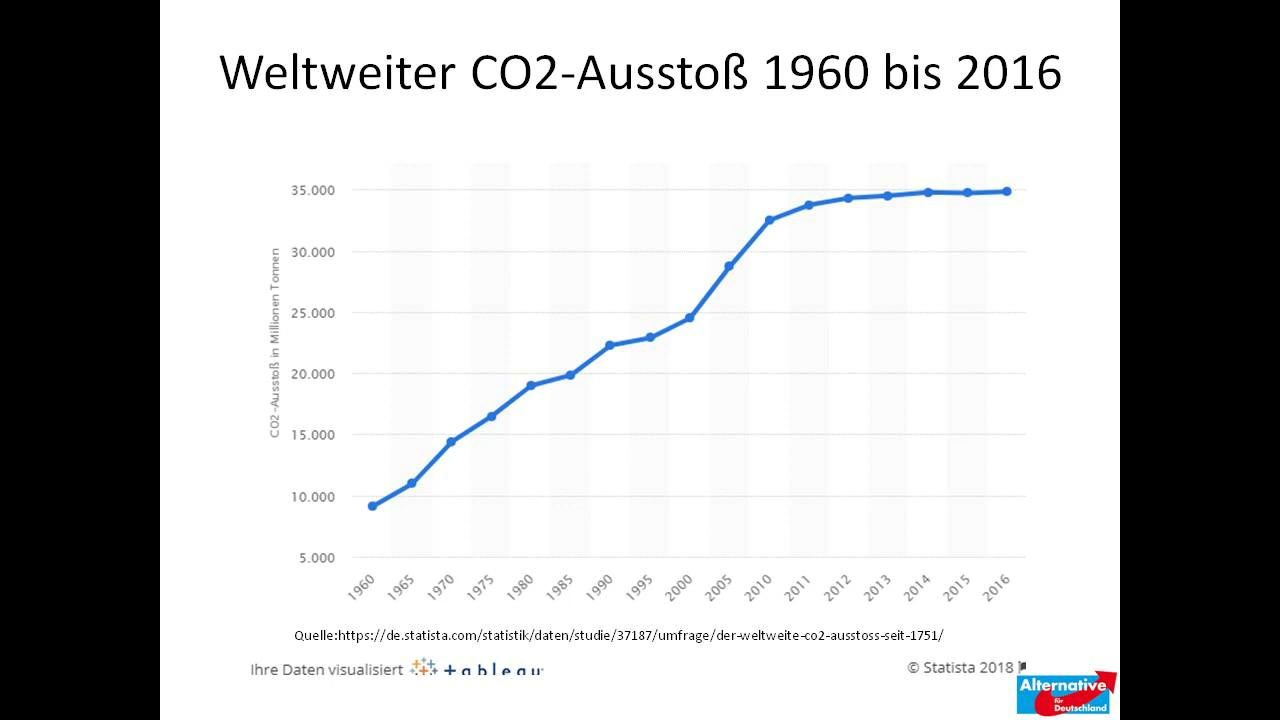 Weltweiter CO2-Ausstoß 1960 bis 2016
CO2-Ausstoß in Millionen Tonnen
35.000
30.000
25.000
20.000
15.000
10.000
5.000
1960 1965 1970 1975 1980 1985 1990 1995 2000 2005 2010 2011 2012 2013 2014 2015 2016
Quelle:https://de.statista.com/statistik/daten/studie/37187/umfrage/der-weltweite-co2-ausstoss-seit-1751/
Ihre Daten visualisiert +ableau
© Statista 2018
Alternative
für
Deutschland